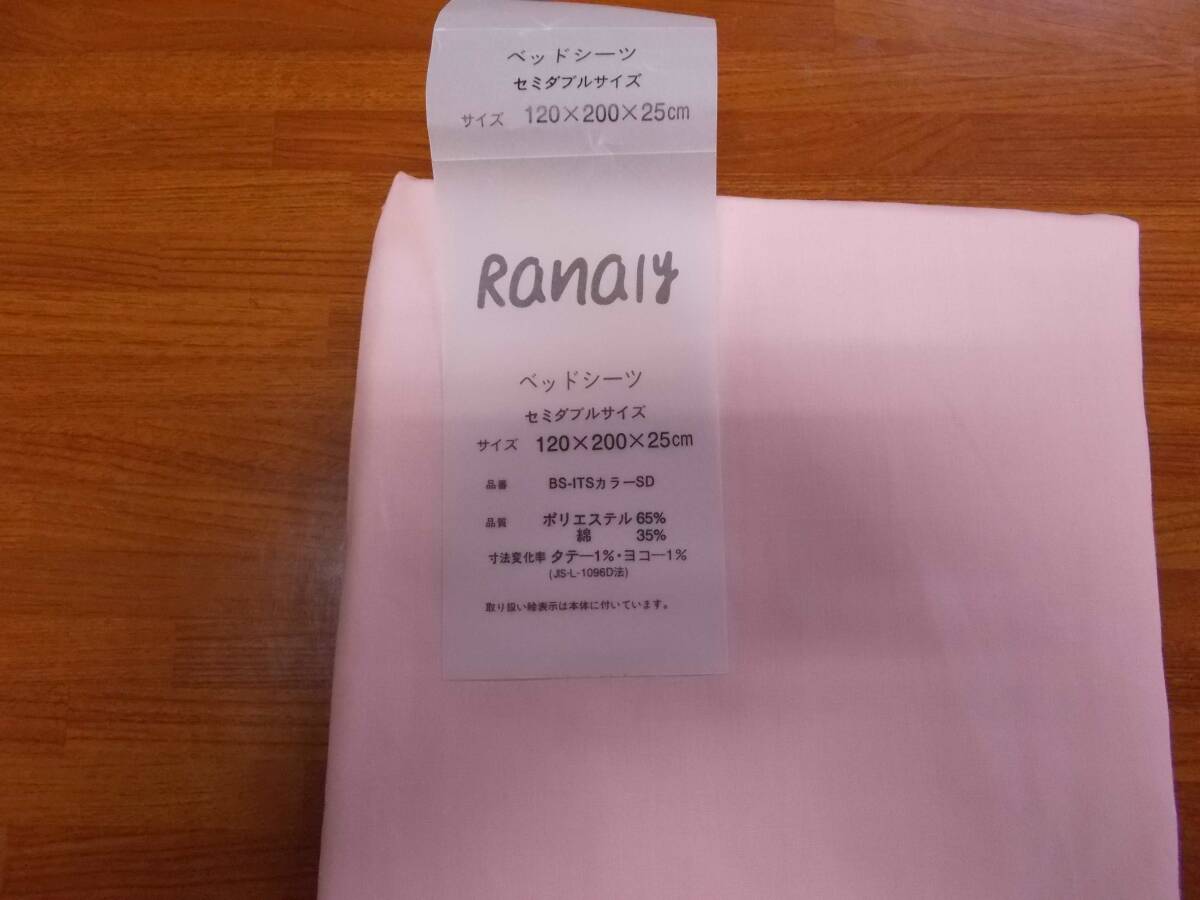 ベッドシーツ
セミダブルサイズ
サイズ 120×200×25cm
Ranaly
ベッドシーツ
セミダブルサイズ
サイズ 120×200×25cm
品番 BS-ITSカラーSD
品質 ポリエステル 65%
綿 35%
寸法変化率 タテー1%・ヨコー1%
(JIS-L-1096D法)
取り扱い絵表示は本体に付いています。